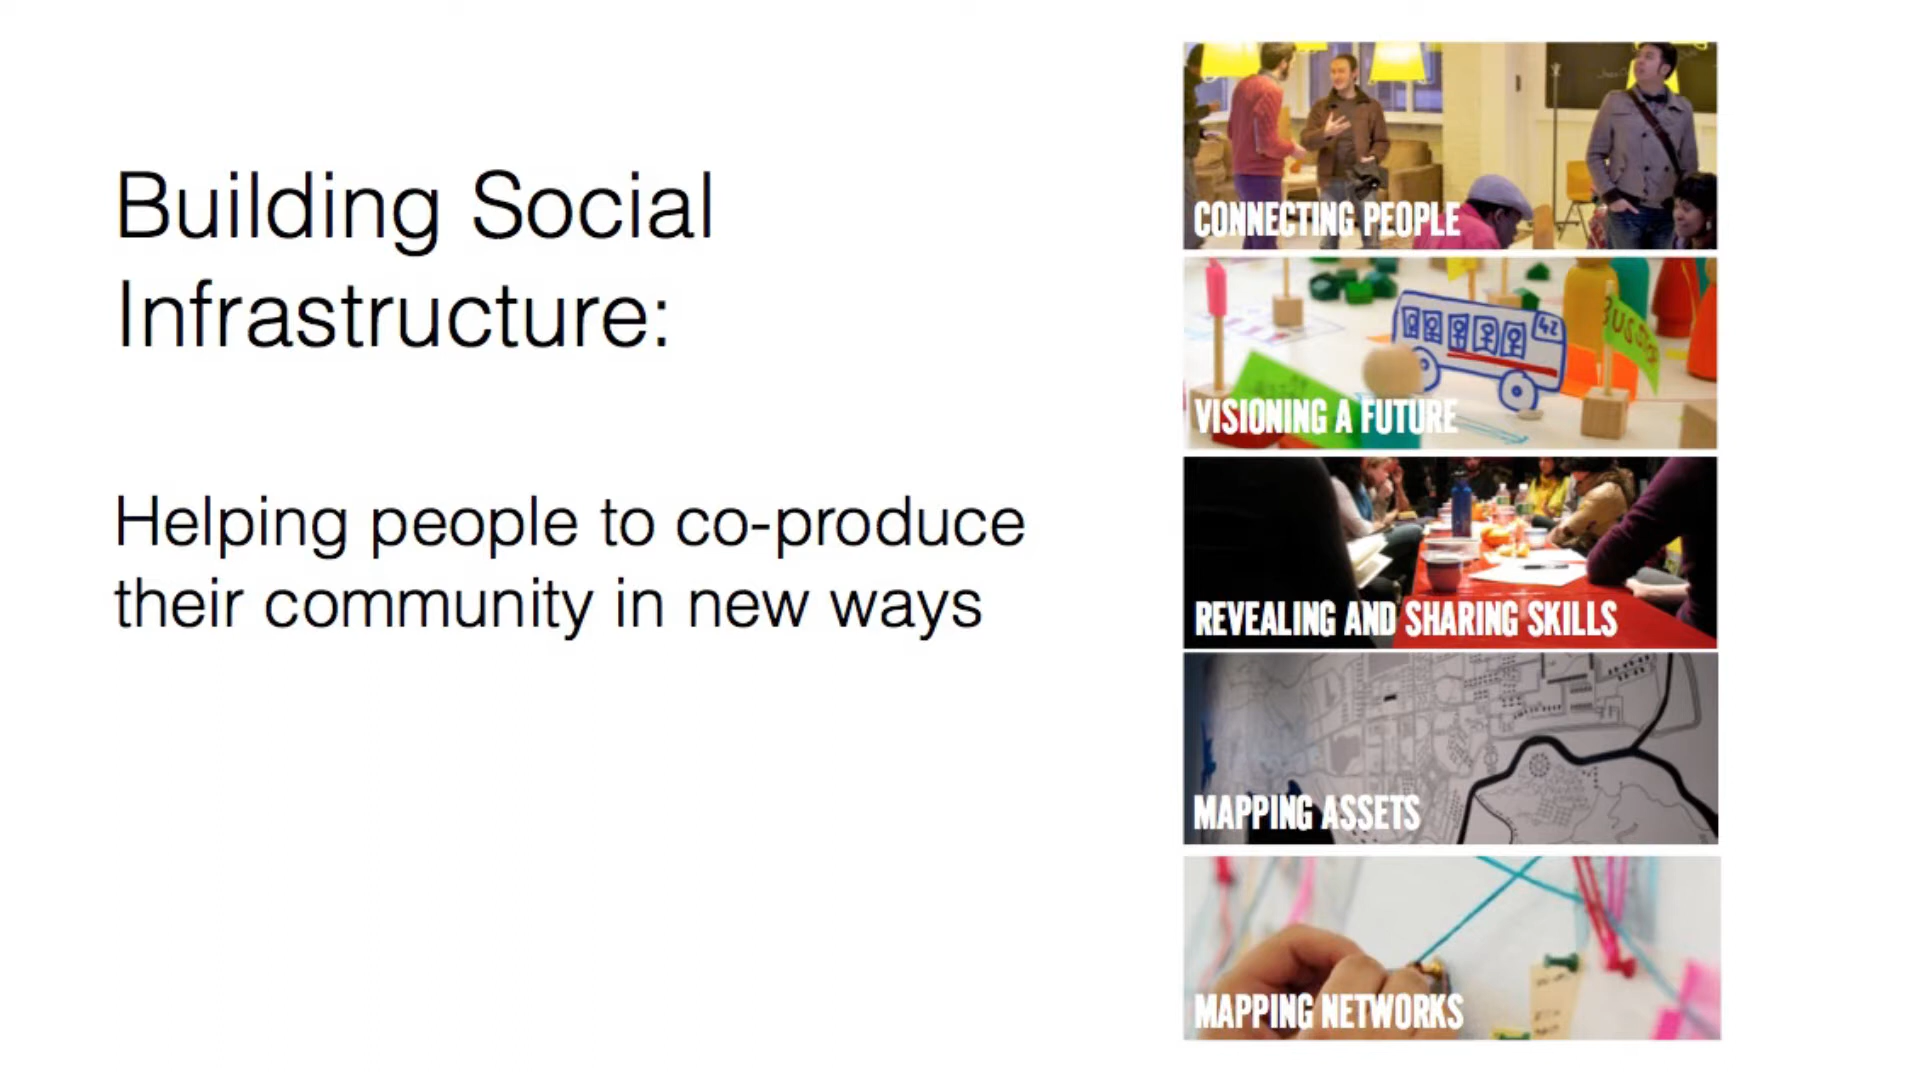 Building Social
Infrastructure:
Helping people to co-produce
their community in new ways
CONNECTING PEOPLE
42
VISIONING A FUTURE
REVEALING AND SHARING SKILLS
MAPPING ASSETS
MAPPING NETWORKS